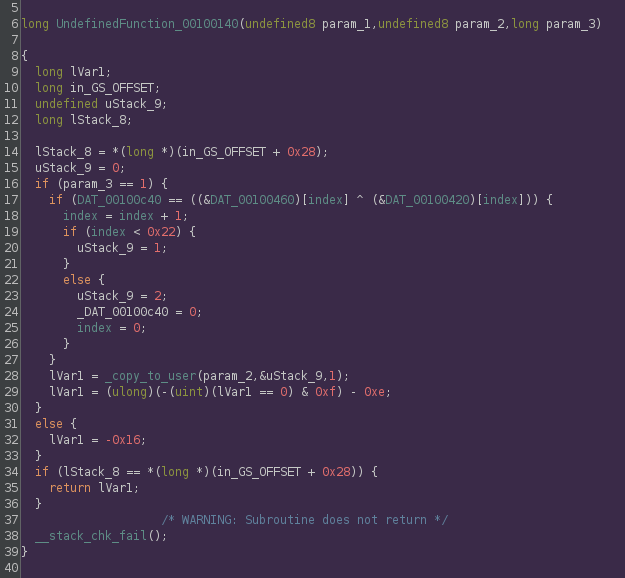 5
6 long UndefinedFunction_00100140(undefined8 param_1,undefined8 param_2,long param_3)
7
8 {
9   long lVar1;
10   long in_GS_OFFSET;
11   undefined uStack_9;
12   long lStack_8;
13
14   lStack_8 = *(long *)(in_GS_OFFSET + 0x28);
15   uStack_9 = 0;
16   if (param_3 == 1) {
17     if (DAT_00100c40 == ((&DAT_00100460)[index] ^ (&DAT_00100420)[index])) {
18       index = index + 1;
19       if (index < 0x22) {
20         uStack_9 = 1;
21       }
22       else {
23         uStack_9 = 2;
24         _DAT_00100c40 = 0;
25         index = 0;
26       }
27     }
28     lVar1 = _copy_to_user(param_2,&uStack_9,1);
29     lVar1 = (ulong)(-(uint)(lVar1 == 0) & 0xf) - 0xe;
30   }
31   else {
32     lVar1 = -0x16;
33   }
34   if (lStack_8 == *(long *)(in_GS_OFFSET + 0x28)) {
35     return lVar1;
36   }
37                     /* WARNING: Subroutine does not return */
38   __stack_chk_fail();
39 }
40